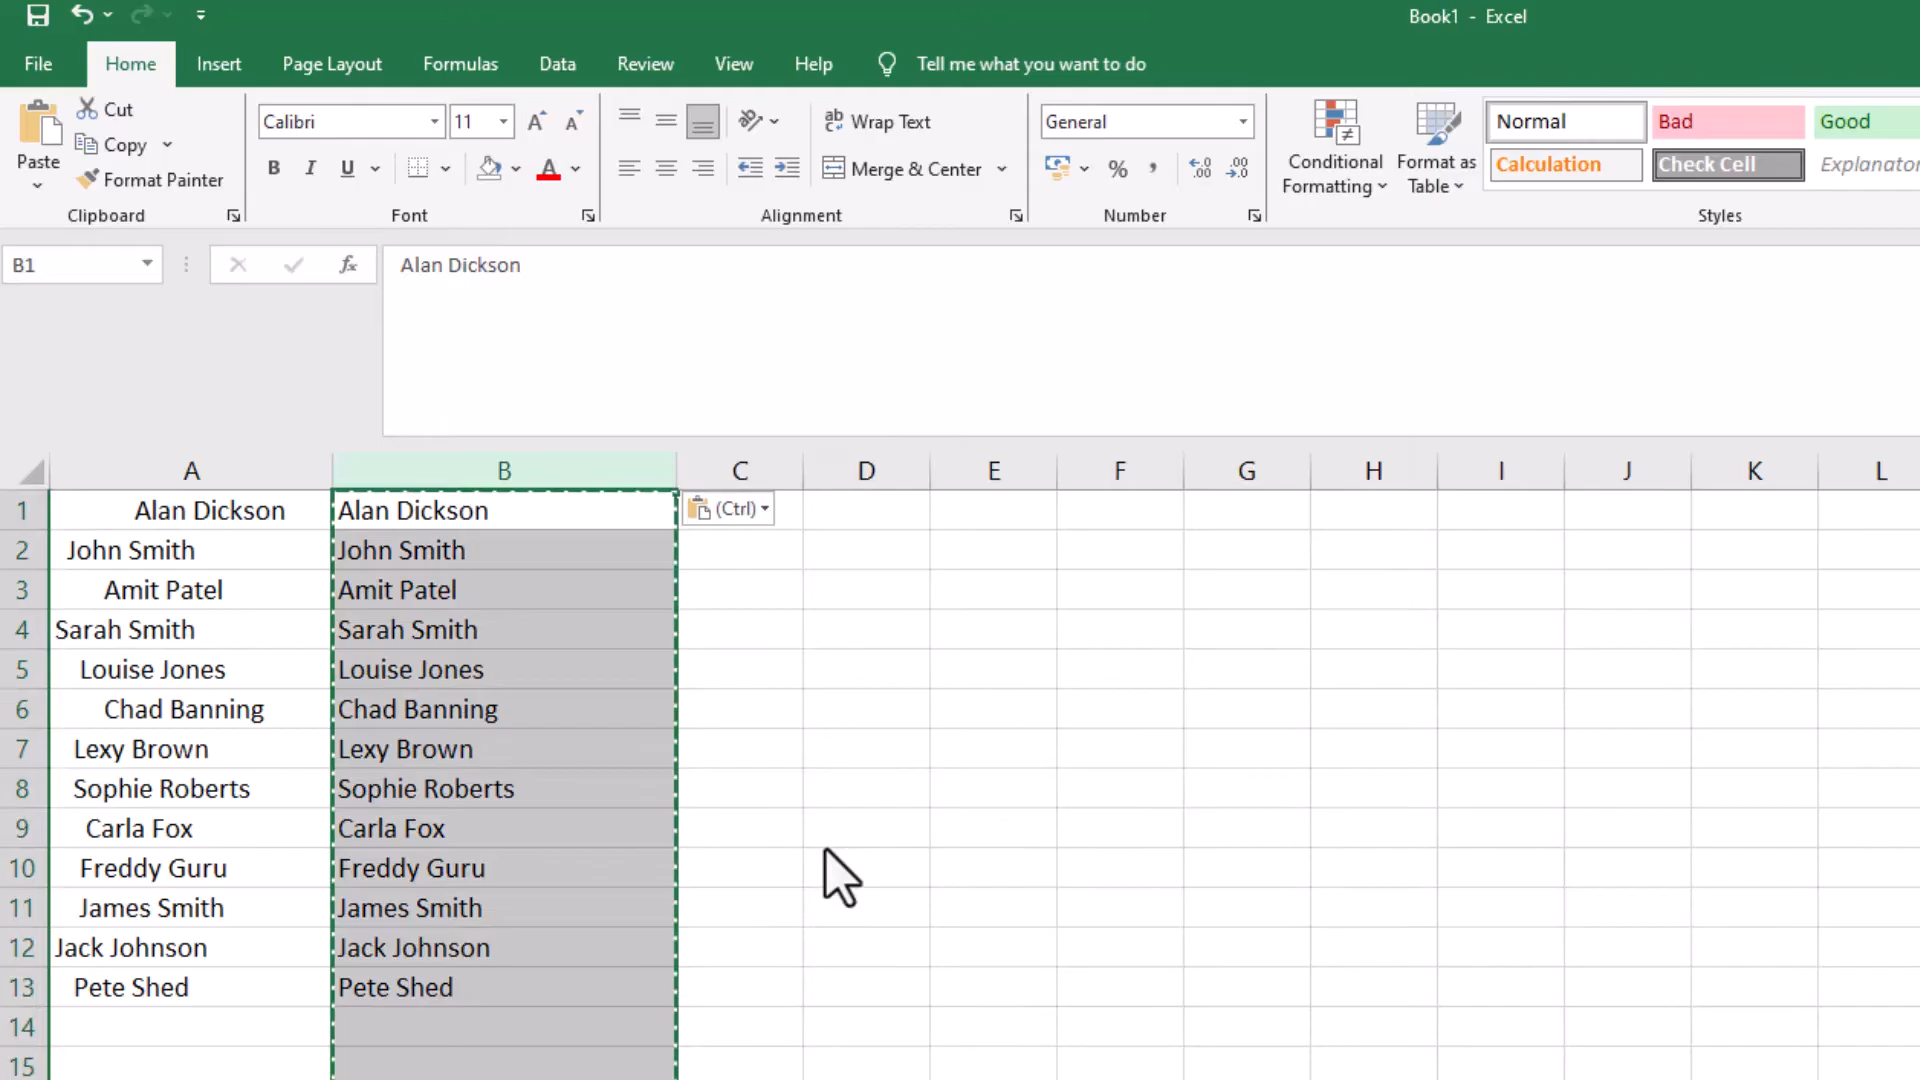 Book1 - Excel
File Home Insert Page Layout Formulas Data Review View Help Tell me what you want to do
Paste
Cut
Copy
Format Painter
Clipboard
Calibri 11
B I U A
Font
ab Wrap Text
Merge & Center
Alignment
General
% ,
Number
Conditional Formatting
Format as Table
Normal Bad Good
Calculation Check Cell Explanator
Styles
B1 fx Alan Dickson
A B C D E F G H I J K L
1 Alan Dickson Alan Dickson (Ctrl)
2 John Smith John Smith
3 Amit Patel Amit Patel
4 Sarah Smith Sarah Smith
5 Louise Jones Louise Jones
6 Chad Banning Chad Banning
7 Lexy Brown Lexy Brown
8 Sophie Roberts Sophie Roberts
9 Carla Fox Carla Fox
10 Freddy Guru Freddy Guru
11 James Smith James Smith
12 Jack Johnson Jack Johnson
13 Pete Shed Pete Shed
14
15